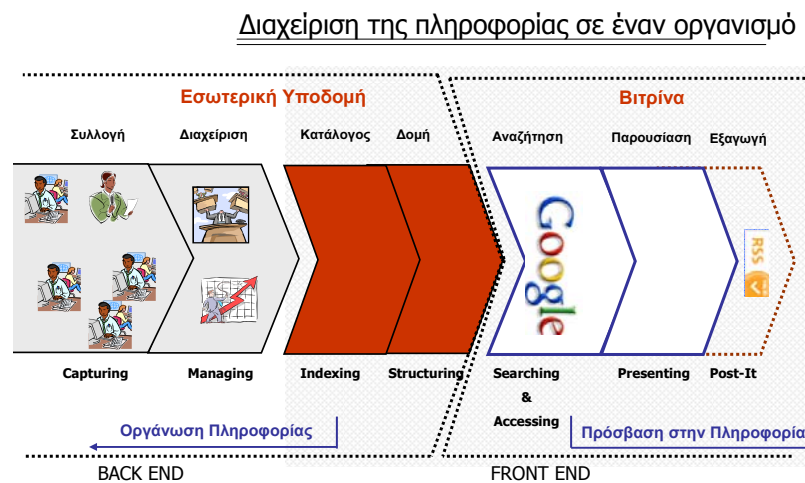 Διαχείριση της πληροφορίας σε έναν οργανισμό
Εσωτερική Υποδομή
Βιτρίνα
Συλλογή
Διαχείριση
Κατάλογος
Δομή
Αναζήτηση
Παρουσίαση
Εξαγωγή
Google
RSS
Capturing
Managing
Indexing
Structuring
Searching
&
Accessing
Presenting
Post-It
Οργάνωση Πληροφορίας
Πρόσβαση στην Πληροφορία
BACK END
FRONT END